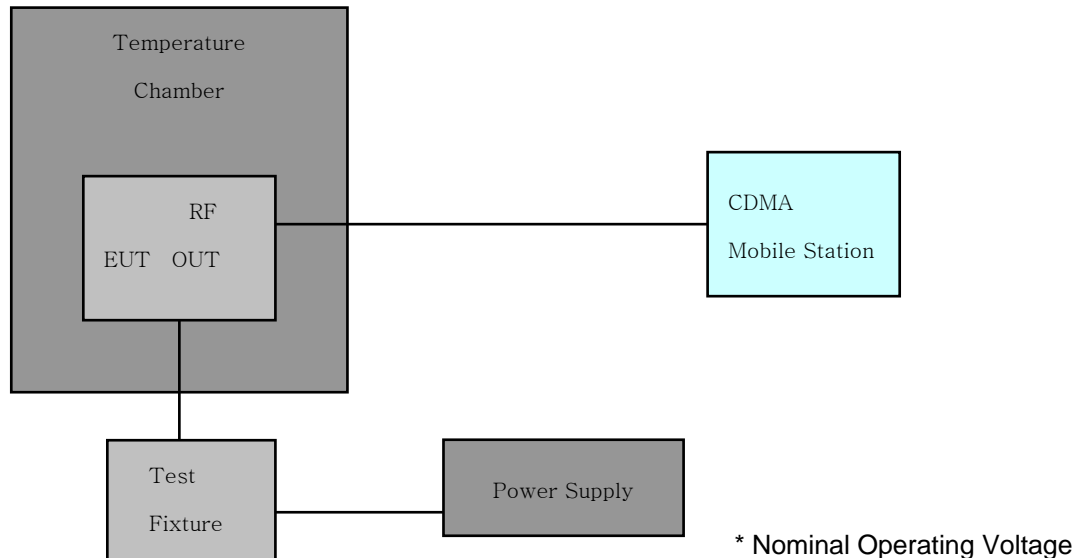 Temperature
Chamber
RF
EUT OUT
CDMA
Mobile Station
Test
Fixture
Power Supply
* Nominal Operating Voltage